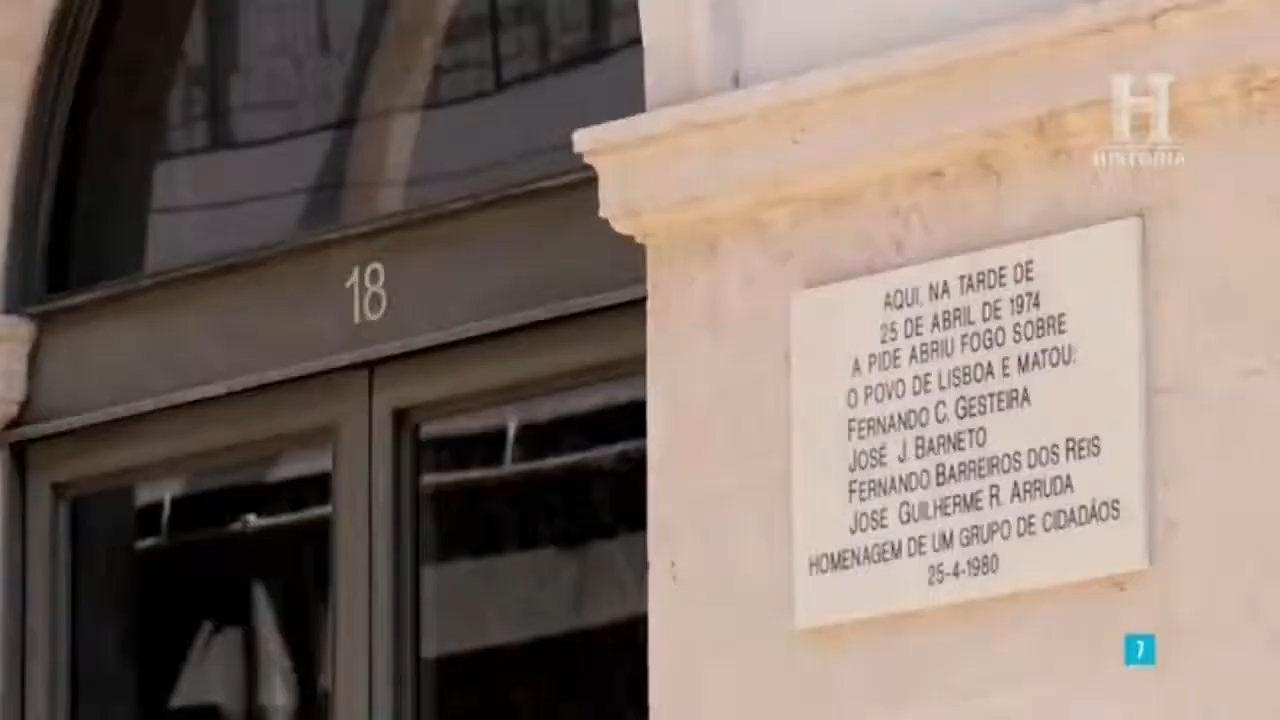 H
HISTORIA
18
AQUI, NA TARDE DE
25 DE ABRIL DE 1974
A PIDE ABRIU FOGO SOBRE
O POVO DE LISBOA E MATOU:
FERNANDO C. GESTEIRA
JOSÉ J. BARNETO
FERNANDO BARREIROS DOS REIS
JOSÉ GUILHERME R. ARRUDA
HOMENAGEM DE UM GRUPO DE CIDADÃOS
25-4-1980
7